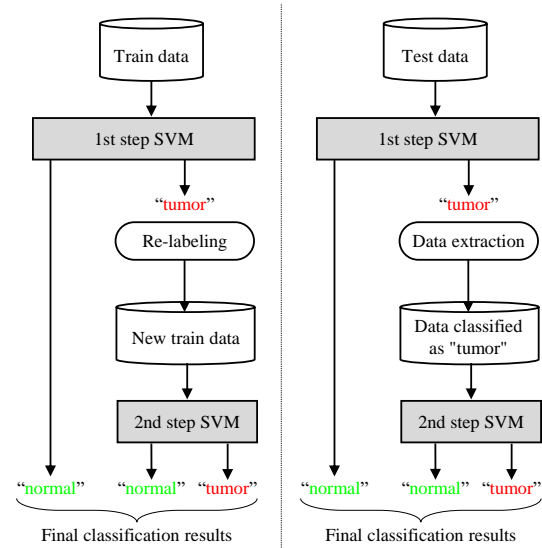 Train data
1st step SVM
“tumor”
Re-labeling
New train data
2nd step SVM
“normal” “normal” “tumor”
Final classification results
Test data
1st step SVM
“tumor”
Data extraction
Data classified
as "tumor"
2nd step SVM
“normal” “normal” “tumor”
Final classification results